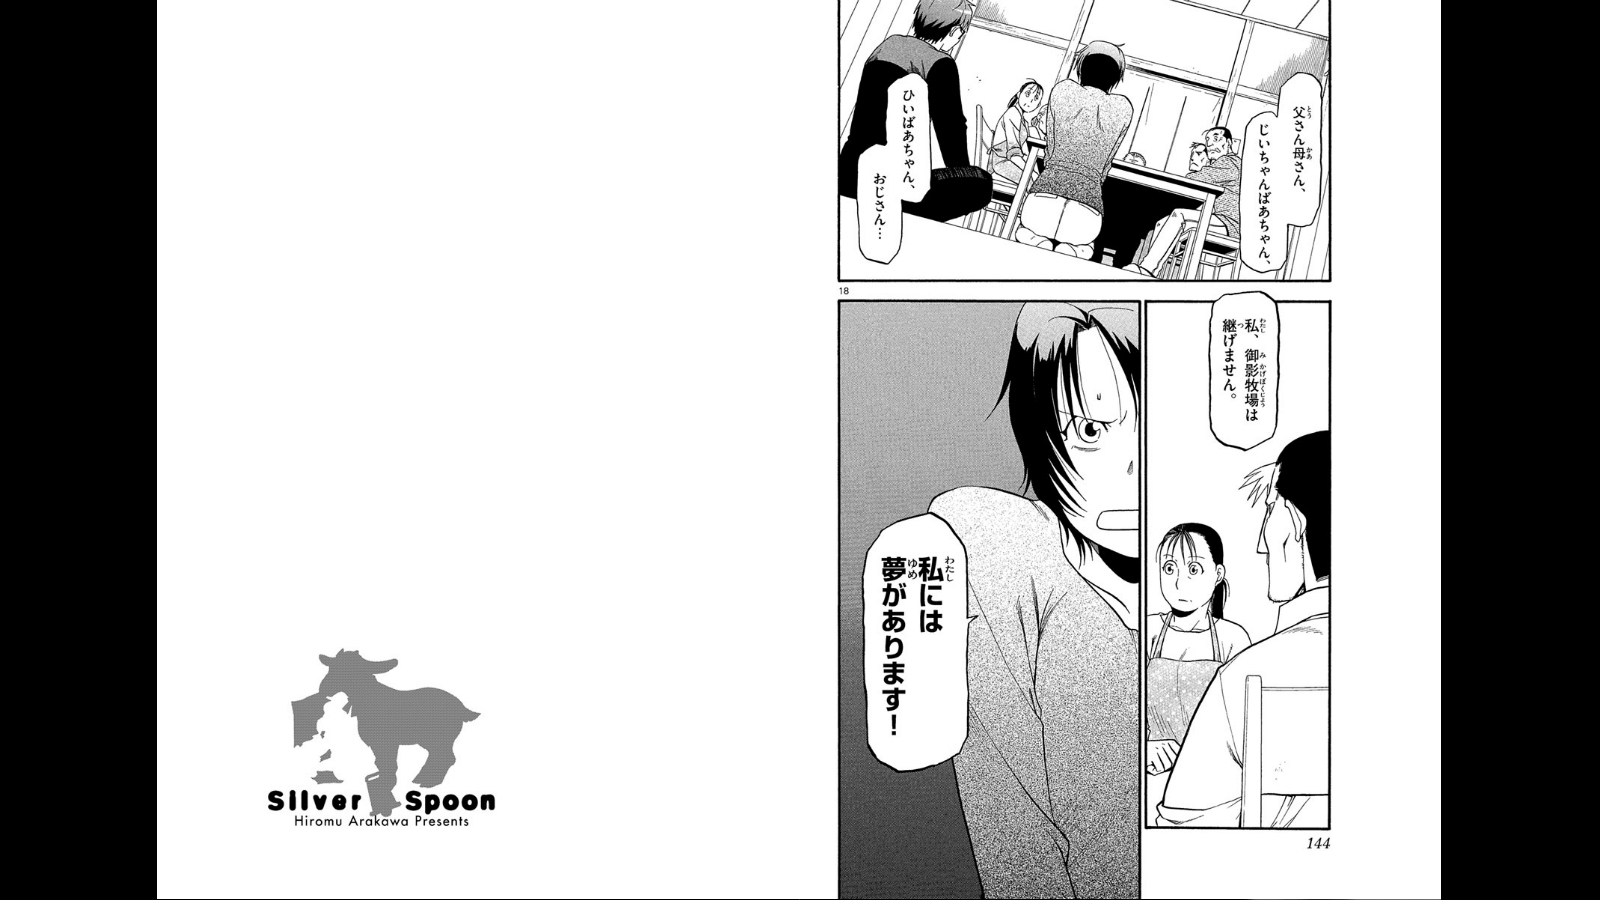 父さん母さん、
じいちゃんばあちゃん、
ひいばあちゃん、
おじさん…
18
私、御影牧場は
継げません。
私には
夢があります！
144
Silver Spoon
Hiromu Arakawa Presents